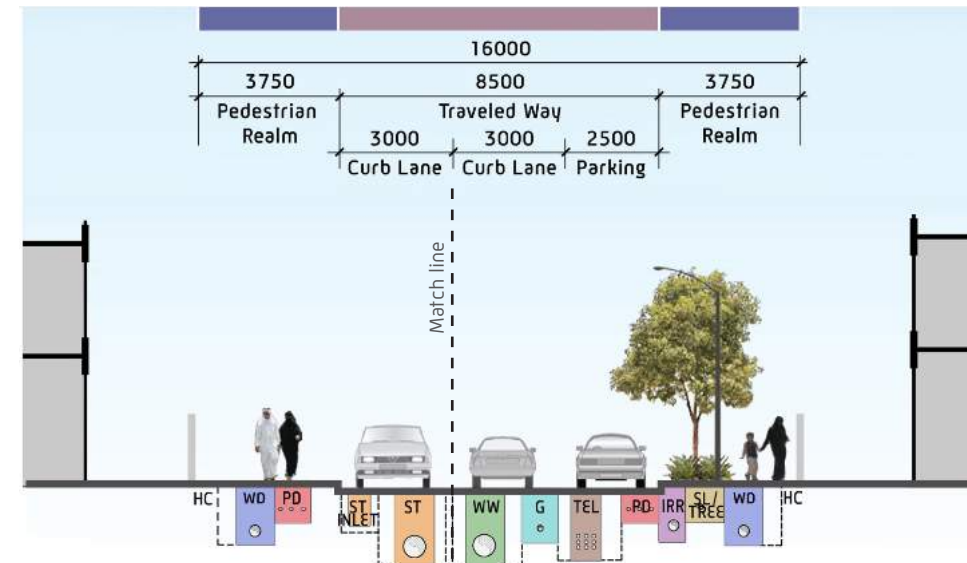 16000
3750 8500 3750
Pedestrian Realm Traveled Way Pedestrian Realm
3000 3000 2500
Curb Lane Curb Lane Parking
Match line
HC WD PD ST INLET ST WW G TEL PD IRR SL/ TREE WD HC